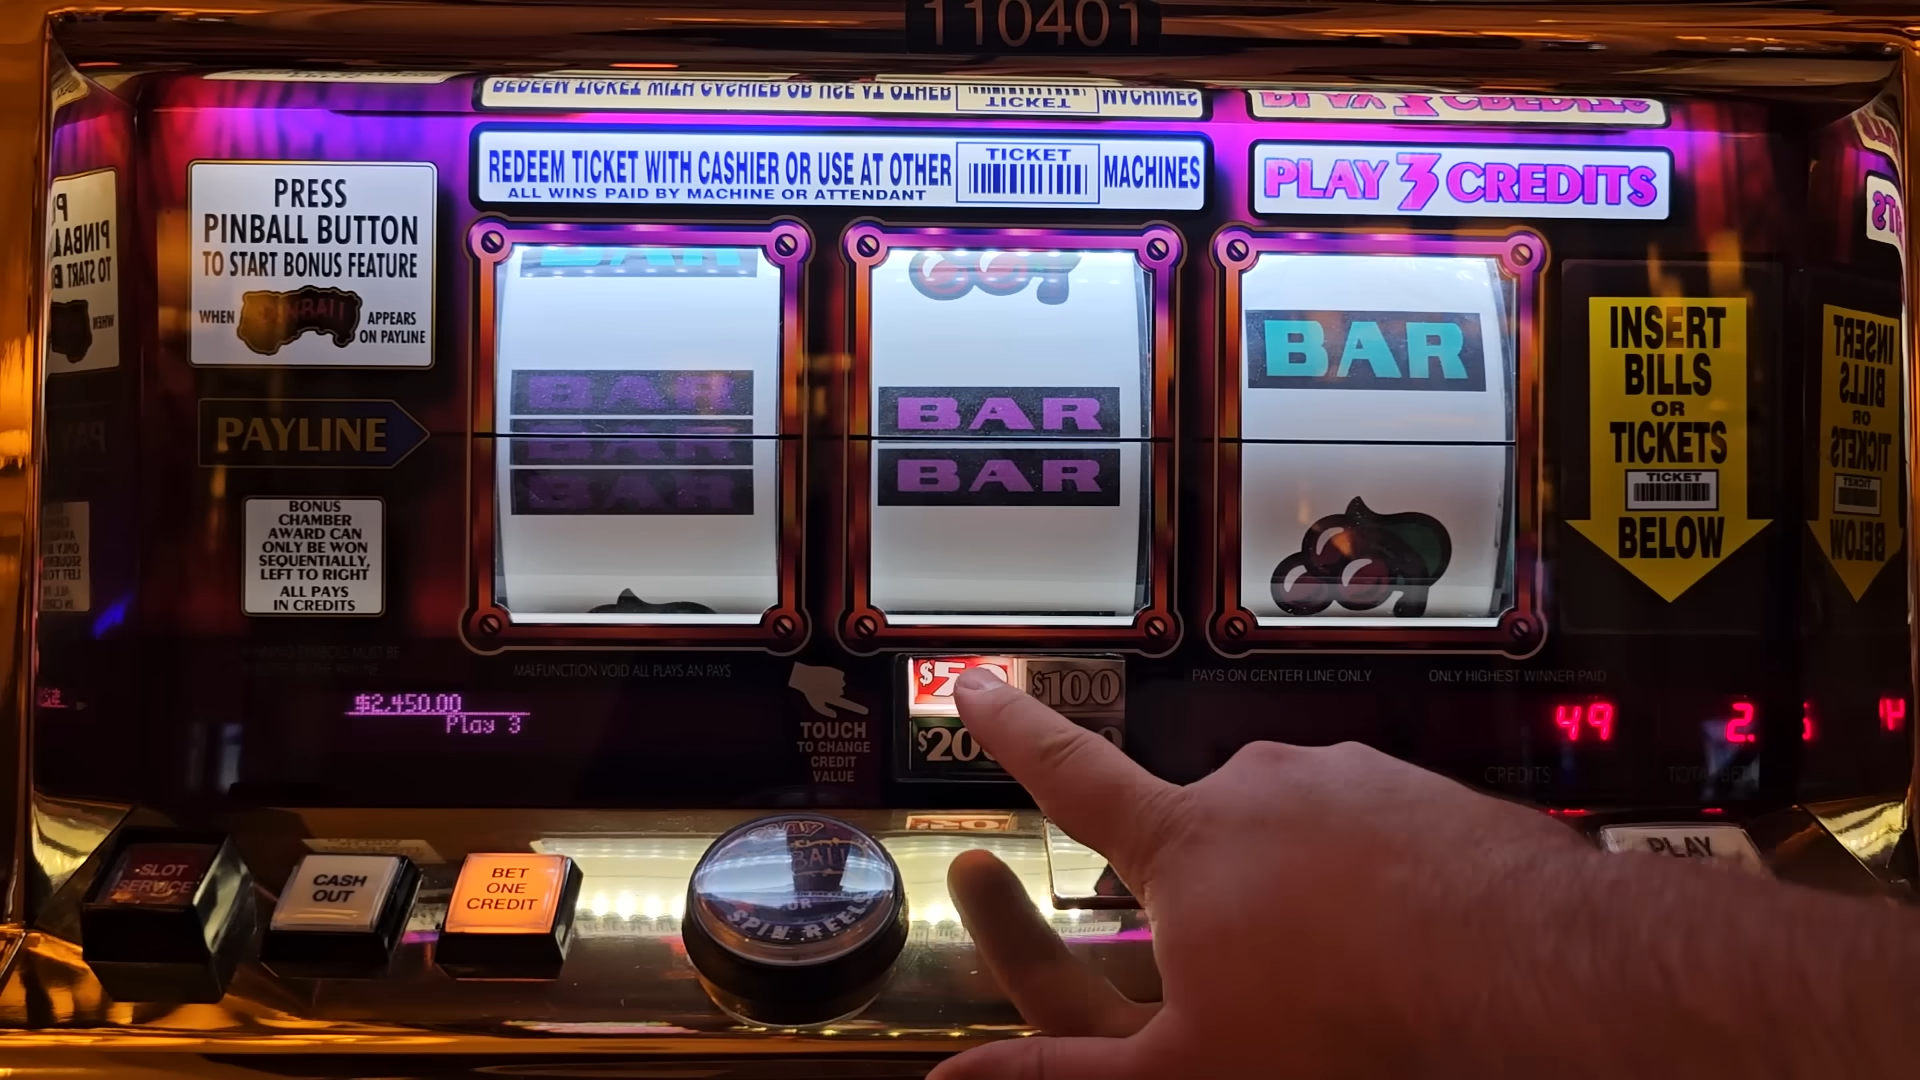 110401
REDEEM TICKET WITH CASHIER OR USE AT OTHER TICKET MACHINES
ALL WINS PAID BY MACHINE OR ATTENDANT
PLAY 3 CREDITS
PRESS
PINBALL BUTTON
TO START BONUS FEATURE
WHEN PINBALL APPEARS
ON PAYLINE
BAR
BAR
BAR
BAR
BAR
BAR
BAR
PAYLINE
INSERT
BILLS
OR
TICKETS
TICKET
BELOW
BONUS
CHAMBER
AWARD CAN
ONLY BE WON
SEQUENTIALLY,
LEFT TO RIGHT
ALL PAYS
IN CREDITS
MALFUNCTION VOID ALL PLAYS AN PAYS
PAYS ON CENTER LINE ONLY
ONLY HIGHEST WINNER PAID
$2,450.00
Play 3
TOUCH
TO CHANGE
CREDIT
VALUE
$100
49
CREDITS
SLOT
SERVICE
CASH
OUT
BET
ONE
CREDIT
SPIN REELS
PLAY